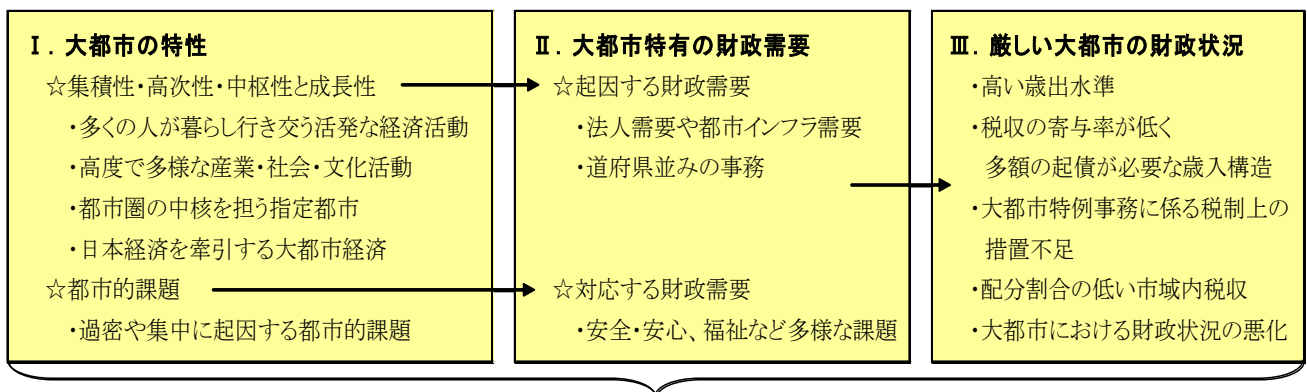 Ⅰ. 大都市の特性
☆集積性・高次性・中枢性と成長性
・多くの人が暮らし行き交う活発な経済活動
・高度で多様な産業・社会・文化活動
・都市圏の中核を担う指定都市
・日本経済を牽引する大都市経済
☆都市的課題
・過密や集中に起因する都市的課題
Ⅱ. 大都市特有の財政需要
☆起因する財政需要
・法人需要や都市インフラ需要
・道府県並みの事務
☆対応する財政需要
・安全・安心、福祉など多様な課題
Ⅲ. 厳しい大都市の財政状況
・高い歳出水準
・税収の寄与率が低く
多額の起債が必要な歳入構造
・大都市特例事務に係る税制上の
措置不足
・配分割合の低い市域内税収
・大都市における財政状況の悪化